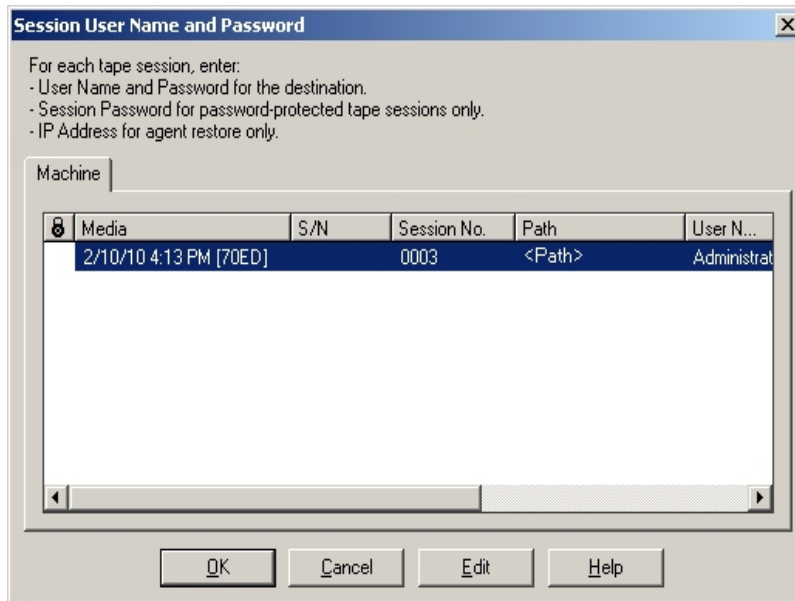 Session User Name and Password
For each tape session, enter:
- User Name and Password for the destination.
- Session Password for password-protected tape sessions only.
- IP Address for agent restore only.
Machine
Media S/N Session No. Path User N...
2/10/10 4:13 PM [70ED] 0003 <Path> Administrat
OK Cancel Edit Help